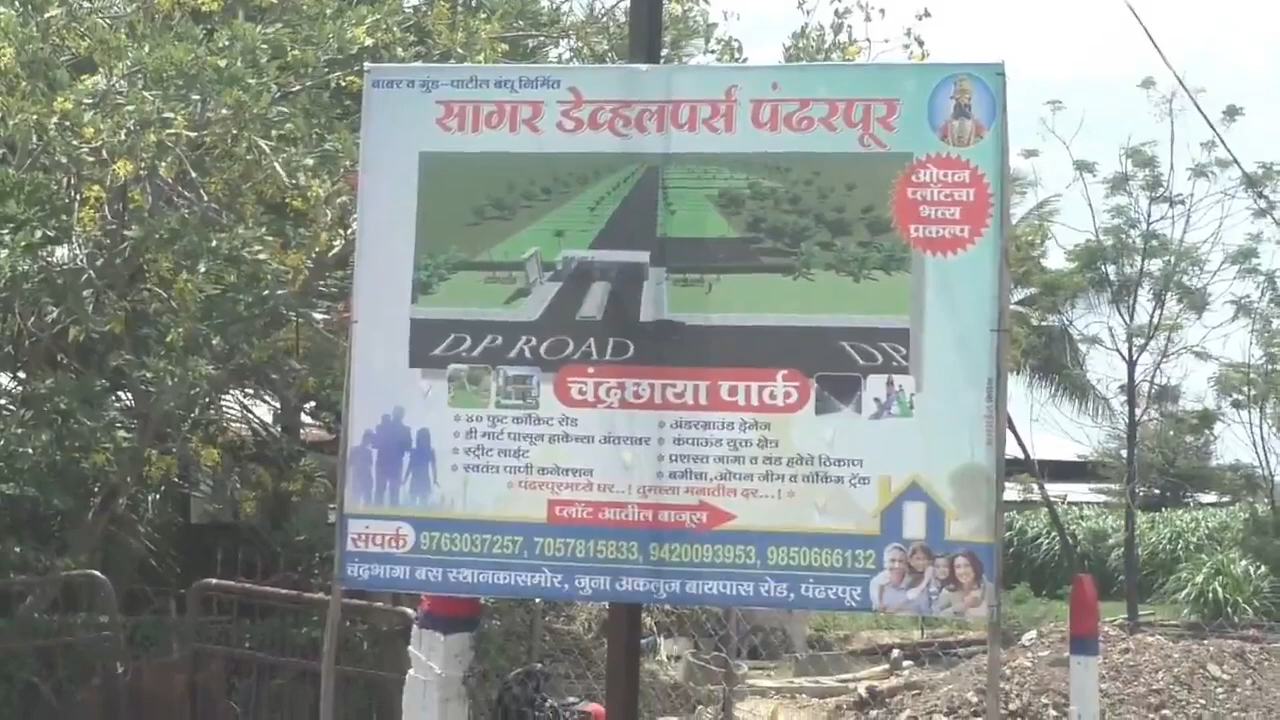 बाबर व गुंड-पाटील बंधू निर्मित
सागर डेव्हलपर्स पंढरपूर
ओपन
प्लॉटचा
भव्य
प्रकल्प
D.P ROAD
DP
चंद्रछाया पार्क
४० फुट काँक्रिट रोड
डी मार्ट पासून हाकेच्या अंतरावर
स्ट्रीट लाईट
स्वतंत्र पाणी कनेक्शन
अंडरग्राउंड ड्रेनेज
कंपाऊंड युक्त क्षेत्र
प्रशस्त जागा व थंड हवेचे ठिकाण
बगीचा,ओपन जीम व वॉकिंग ट्रॅक
पंढरपूरमध्ये घर..! तुमच्या मनातील दर...!
प्लॉट आतील बाजूस
संपर्क 9763037257, 7057815833, 9420093953, 9850666132
चंद्रभागा बस स्थानकासमोर, जुना अकलुज बायपास रोड, पंढरपूर